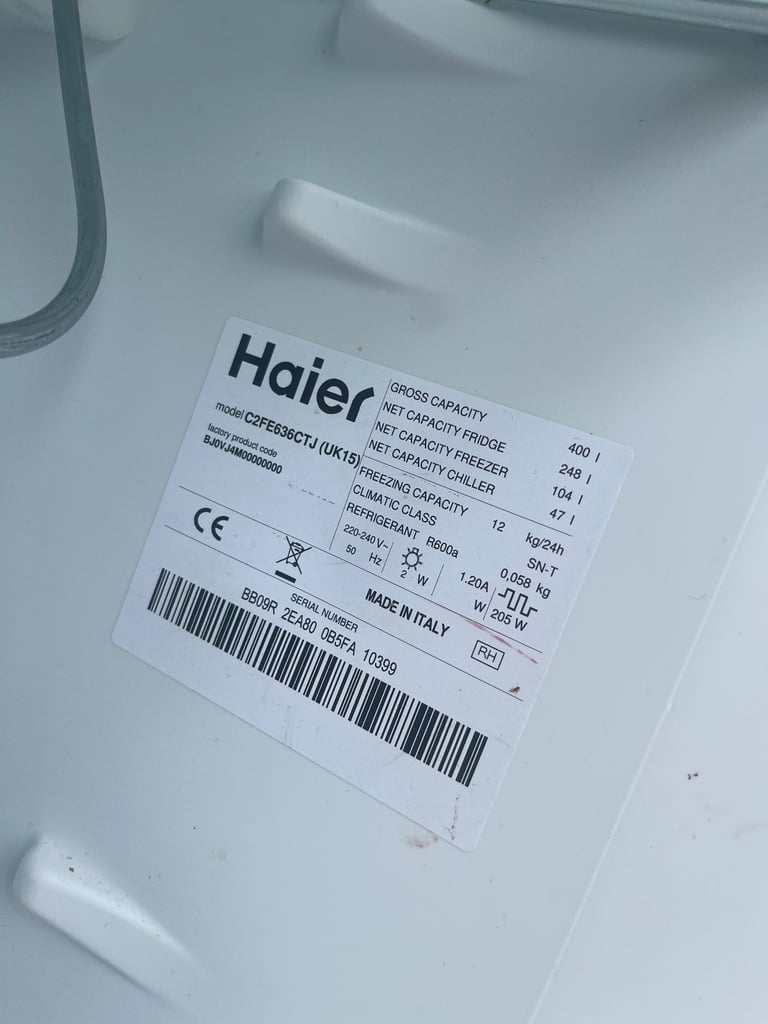 Haier
model C2FE636CTJ (UK15)
factory product code
BJ0VJ4M00000000
GROSS CAPACITY 400 l
NET CAPACITY FRIDGE 248 l
NET CAPACITY FREEZER 104 l
NET CAPACITY CHILLER 47 l
FREEZING CAPACITY 12 kg/24h
CLIMATIC CLASS SN-T
REFRIGERANT R600a 0,058 kg
220-240V~ 50 Hz
2 W
1.20A
W
205 W
CE
MADE IN ITALY
RH
SERIAL NUMBER
BB09R 2EA80 0B5FA 10399